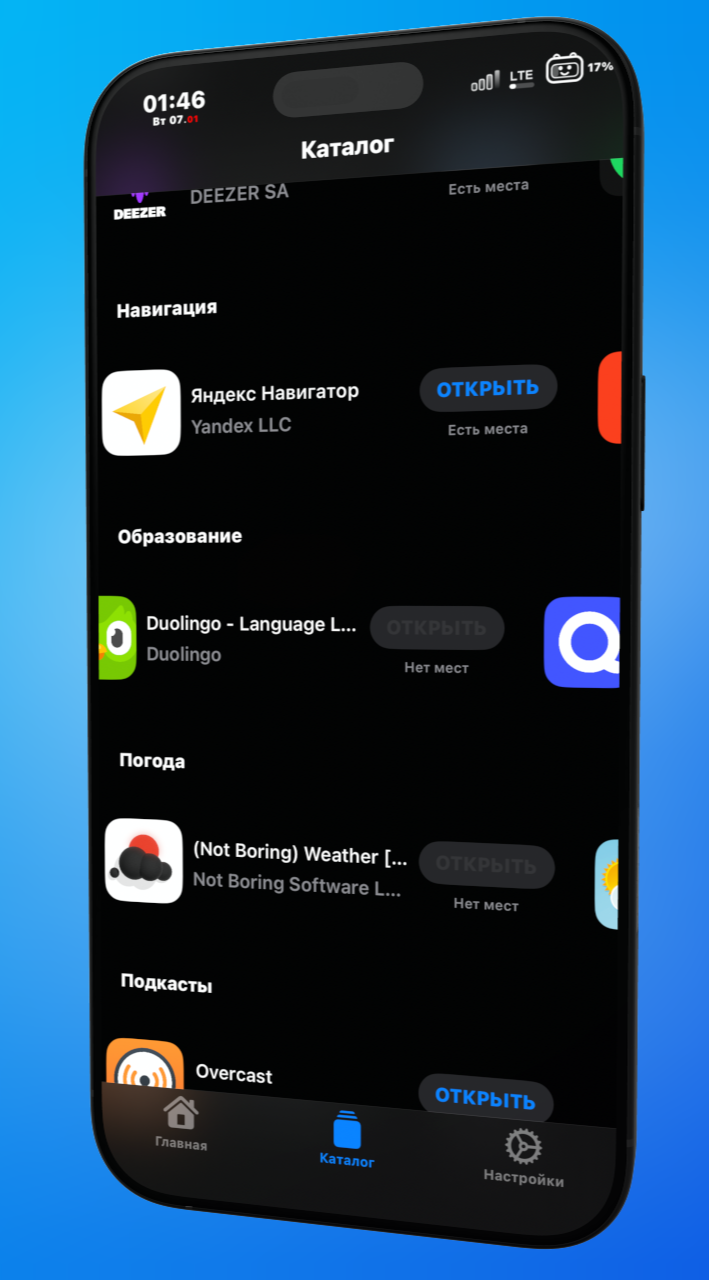 01:46
Вт 07.01
LTE
17%
Каталог
DEEZER
DEEZER SA
Есть места
Навигация
Яндекс Навигатор
Yandex LLC
ОТКРЫТЬ
Есть места
Образование
Duolingo - Language L...
Duolingo
ОТКРЫТЬ
Нет мест
Погода
(Not Boring) Weather [...
Not Boring Software L...
ОТКРЫТЬ
Нет мест
Подкасты
Overcast
ОТКРЫТЬ
Главная
Каталог
Настройки